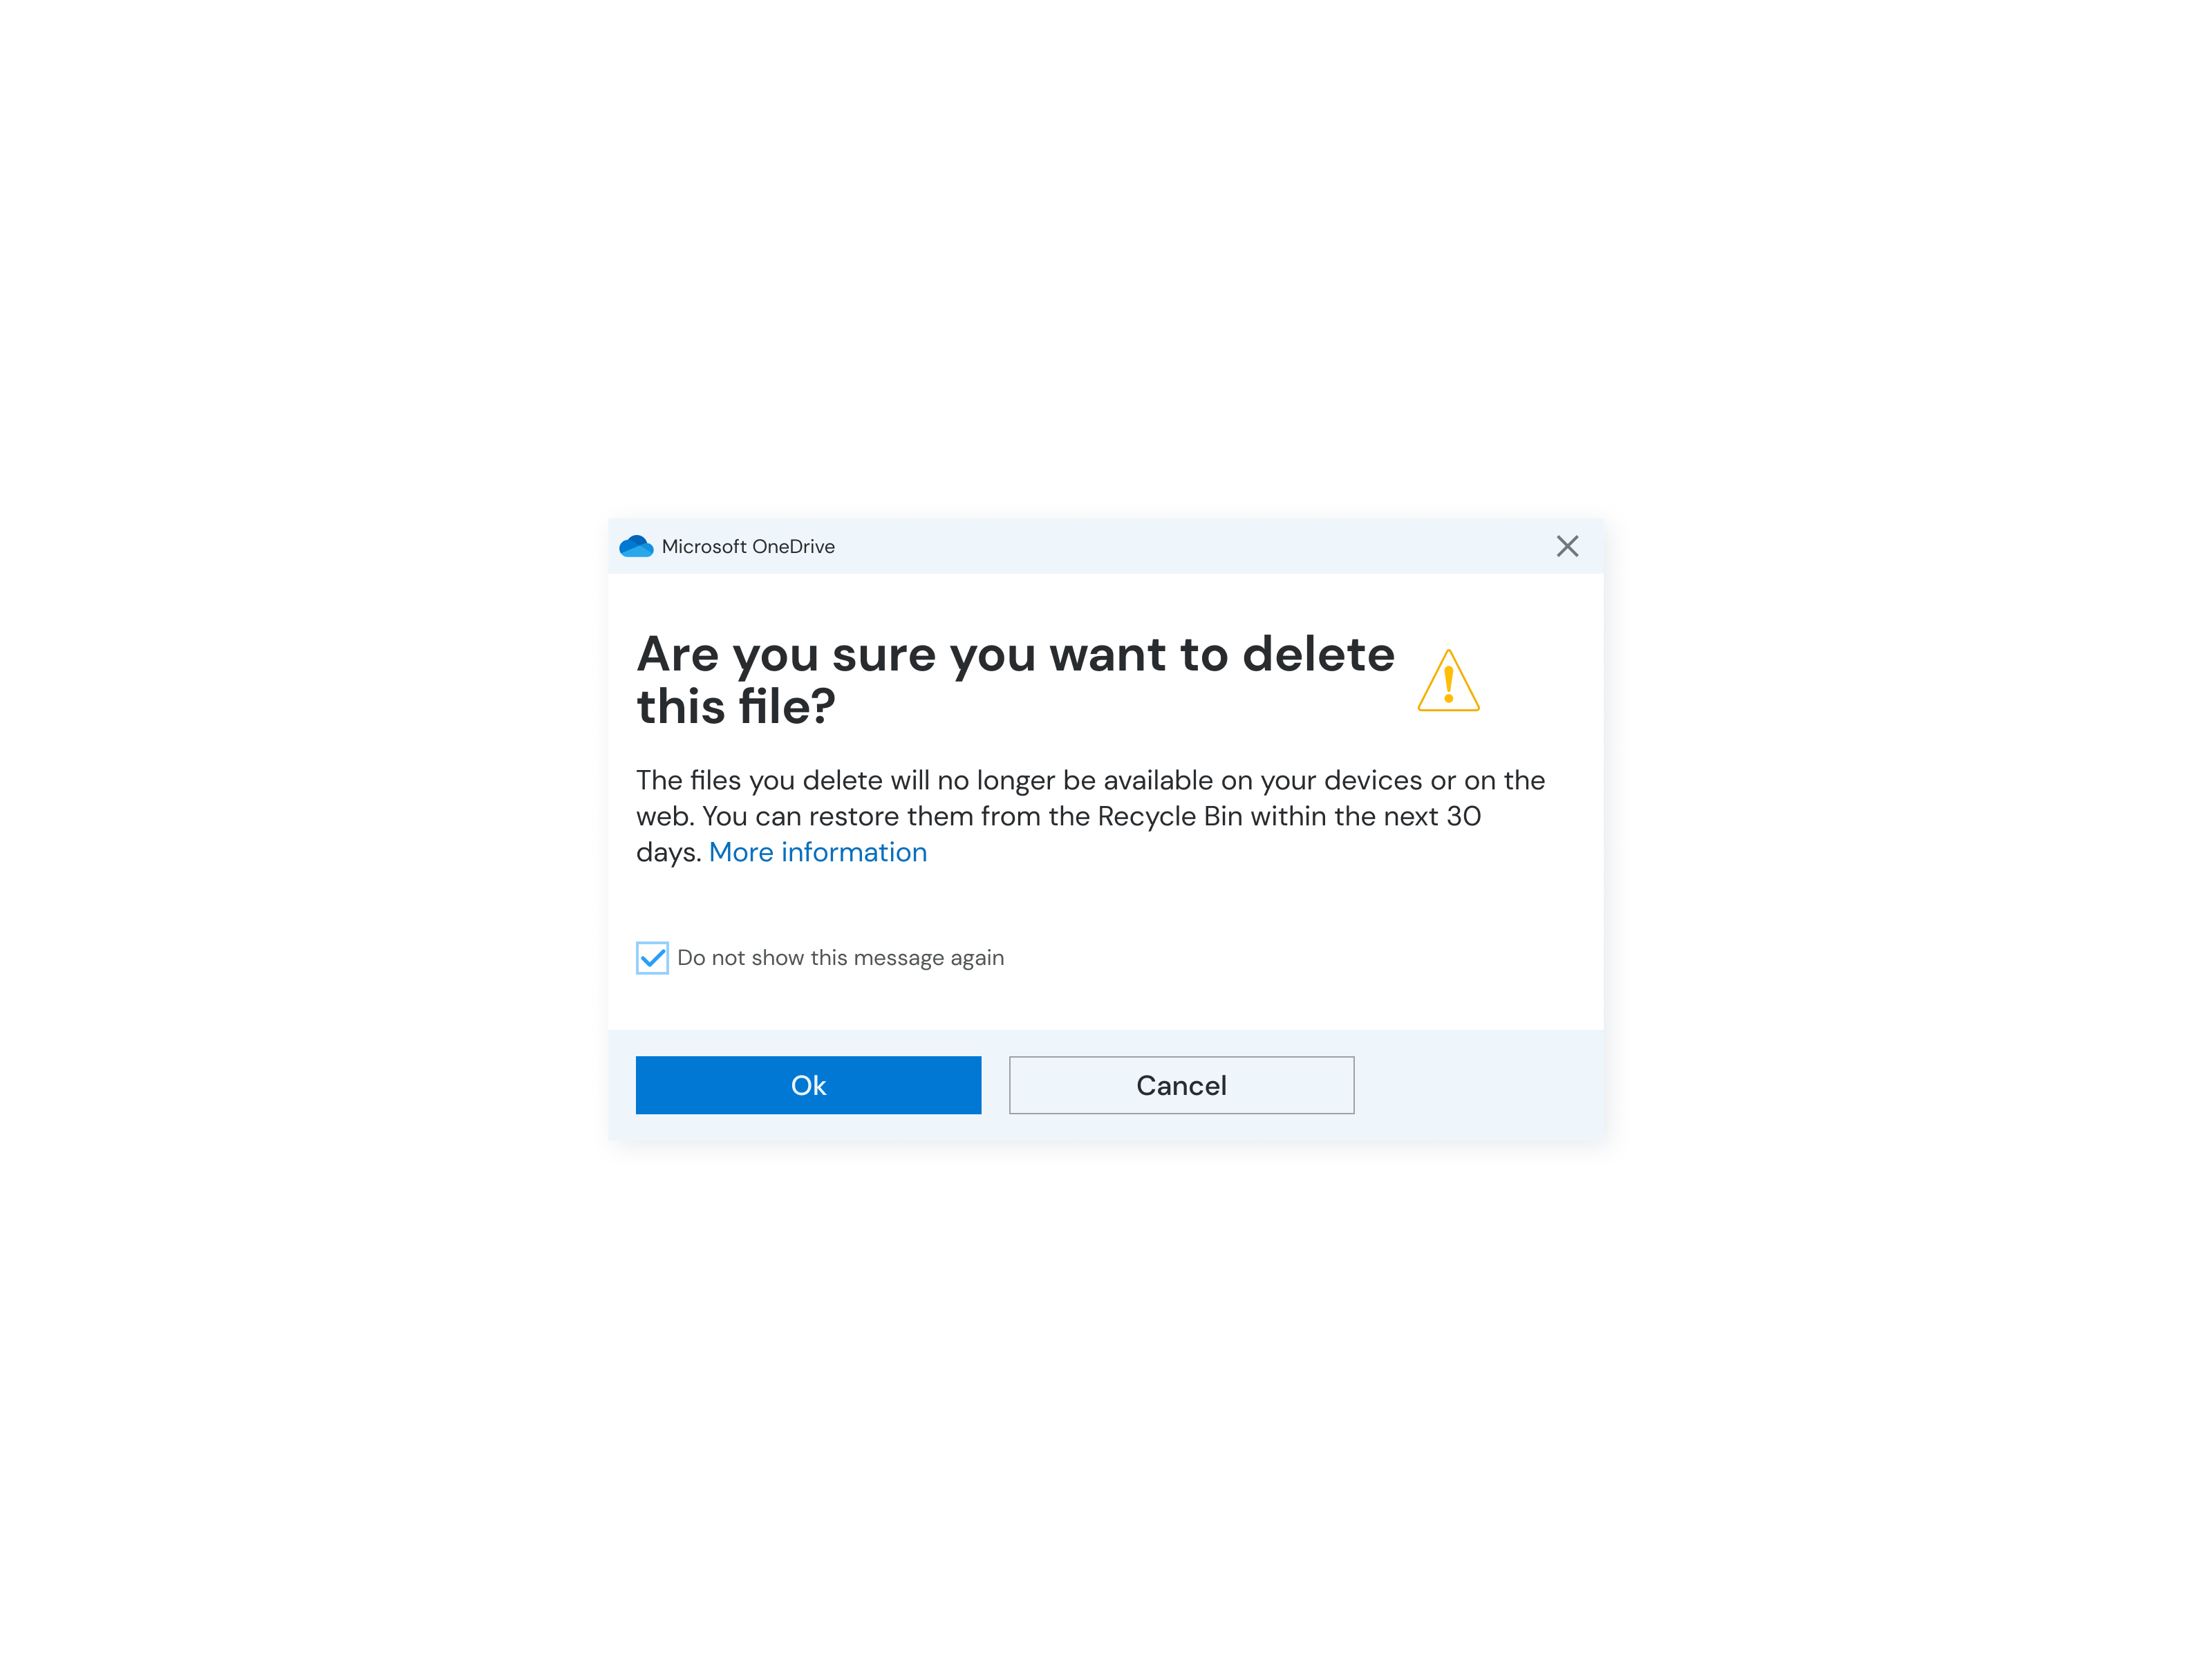 Microsoft OneDrive
Are you sure you want to delete
this file?
The files you delete will no longer be available on your devices or on the
web. You can restore them from the Recycle Bin within the next 30
days. More information
Do not show this message again
Ok
Cancel